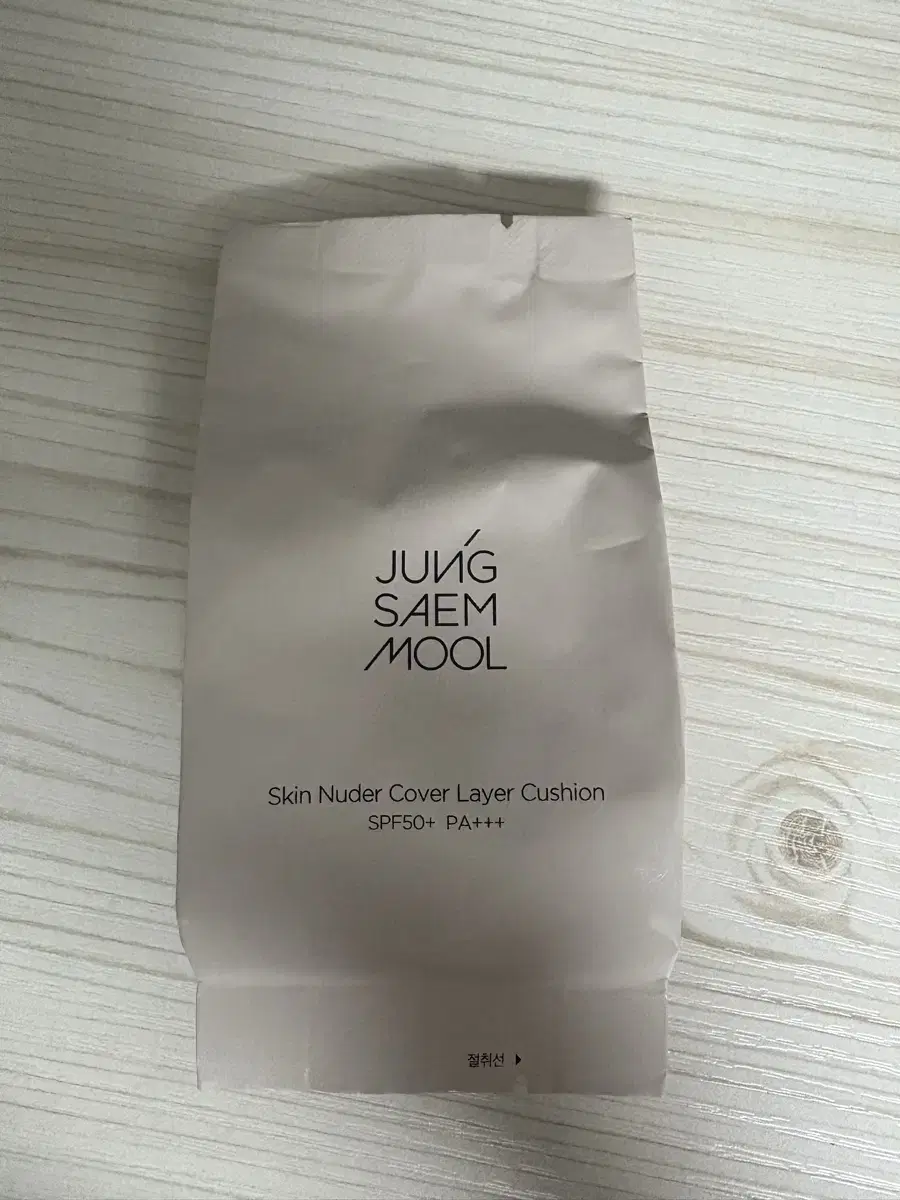 JUNG
SAEM
MOOL
Skin Nuder Cover Layer Cushion
SPF50+ PA+++
절취선 ▶